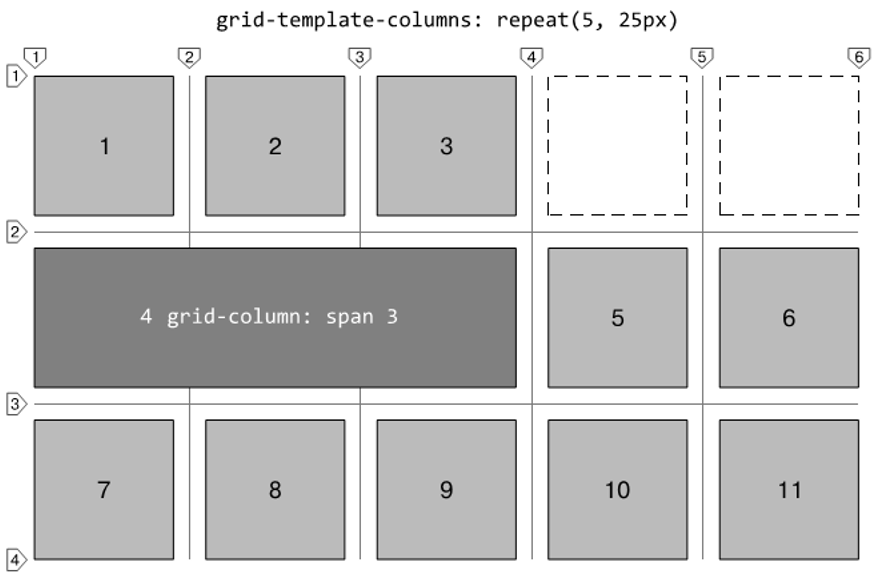 grid-template-columns: repeat(5, 25px)
1 2 3 4 5 6
1
1 2 3
2
4 grid-column: span 3 5 6
3
7 8 9 10 11
4